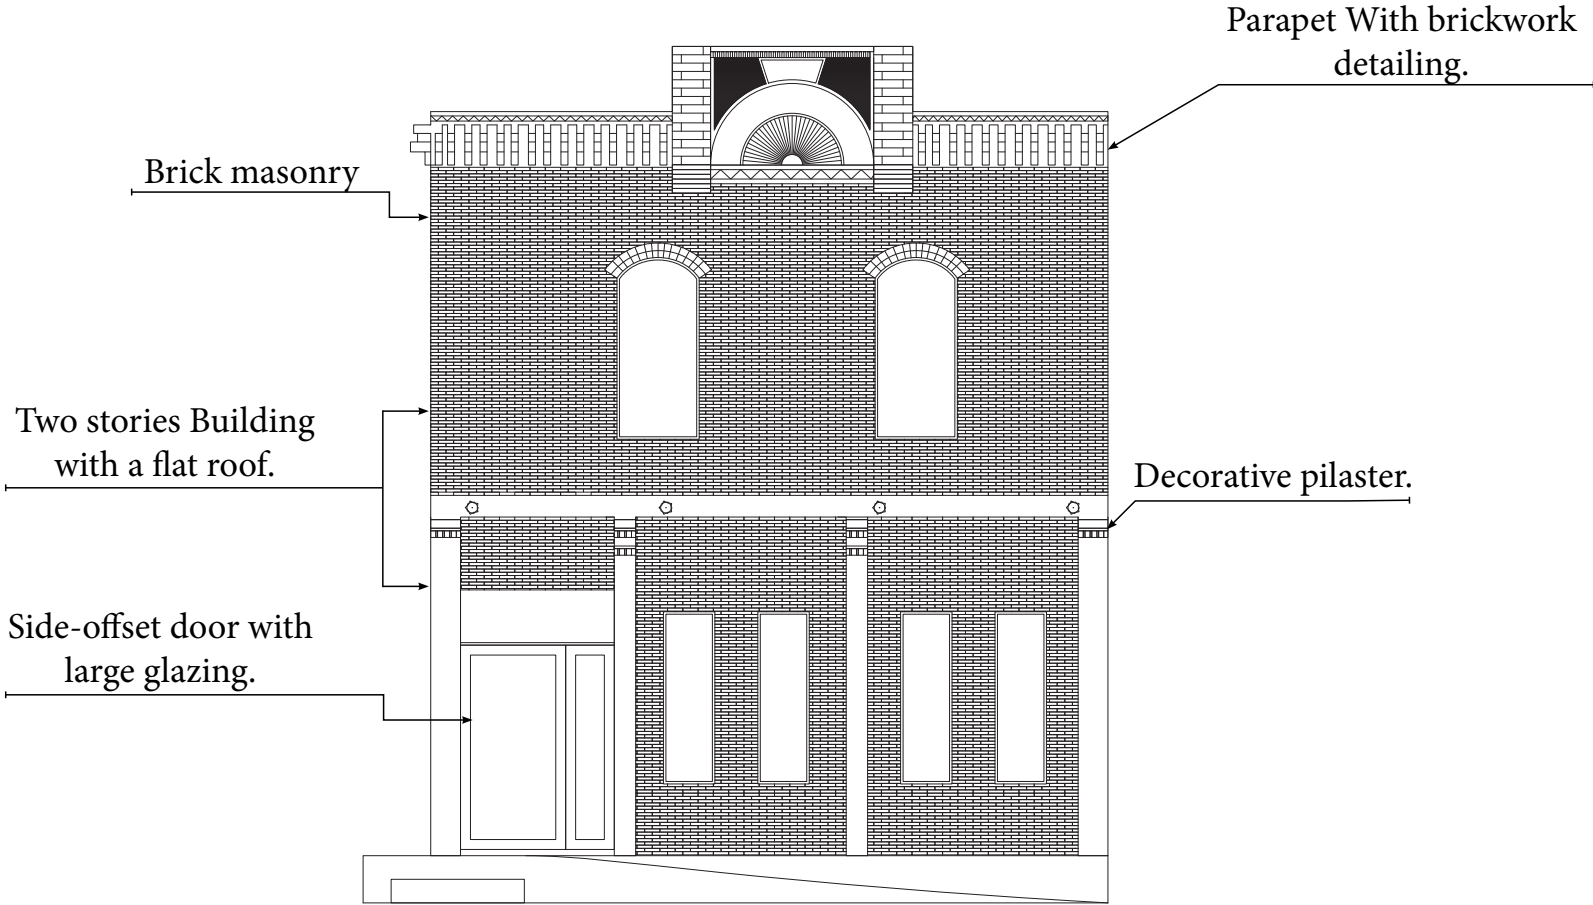 Parapet With brickwork
detailing.
Brick masonry
Two stories Building
with a flat roof.
Decorative pilaster.
Side-offset door with
large glazing.